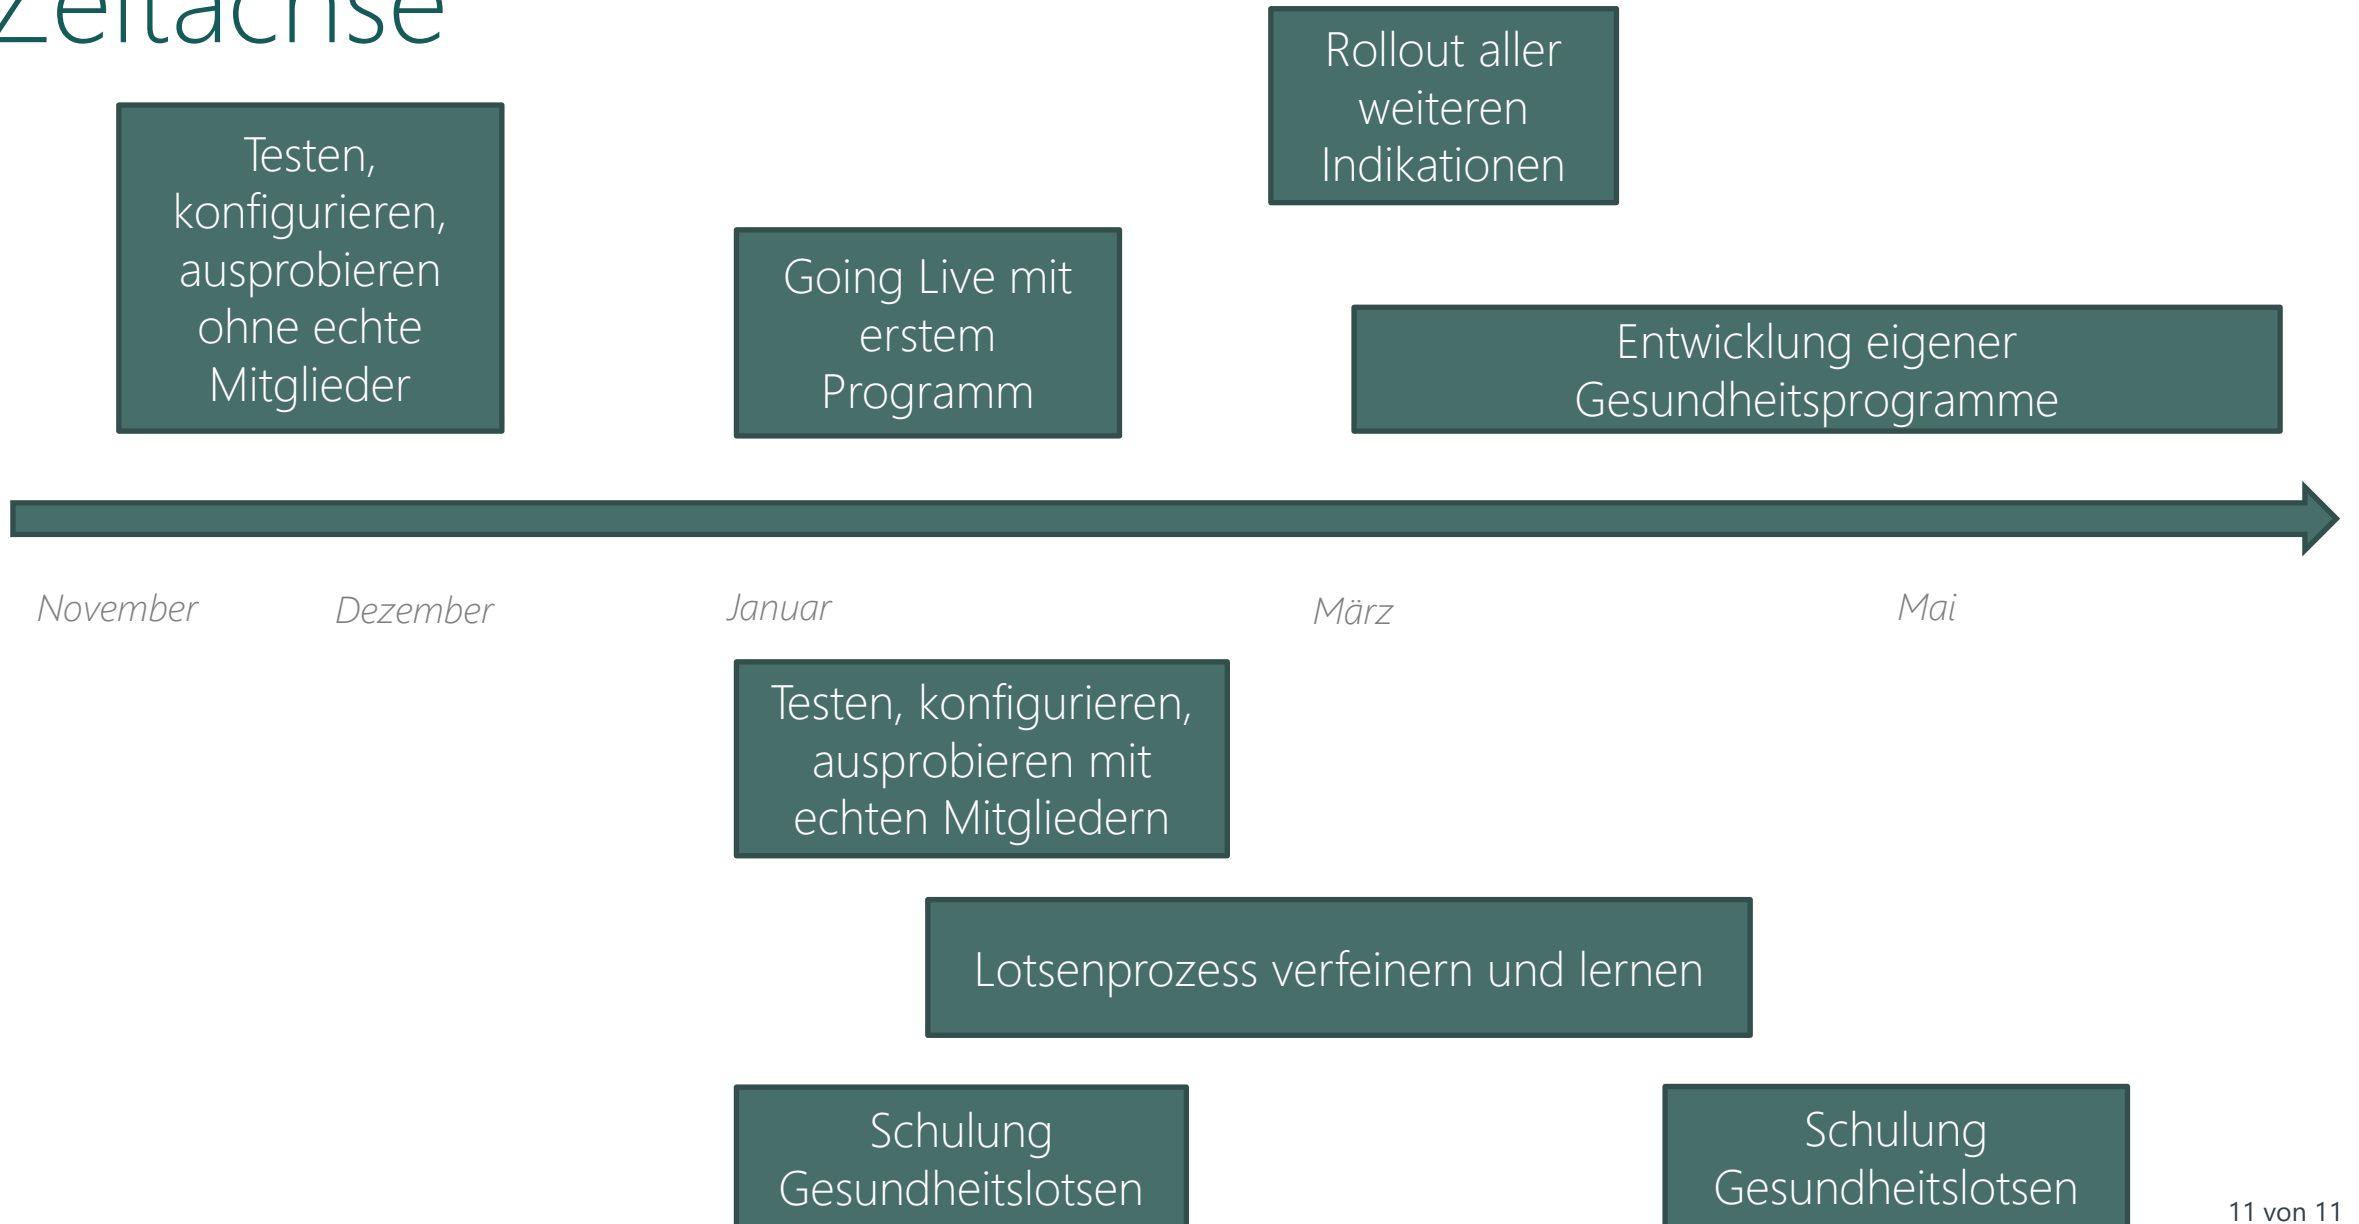 Zeitachse
Rollout aller
weiteren
Indikationen
Testen,
konfigurieren,
ausprobieren
ohne echte
Mitglieder
Going Live mit
erstem
Programm
Entwicklung eigener
Gesundheitsprogramme
November
Dezember
Januar
März
Mai
Testen, konfigurieren,
ausprobieren mit
echten Mitgliedern
Lotsenprozess verfeinern und lernen
Schulung
Gesundheitslotsen
Schulung
Gesundheitslotsen
11 von 11